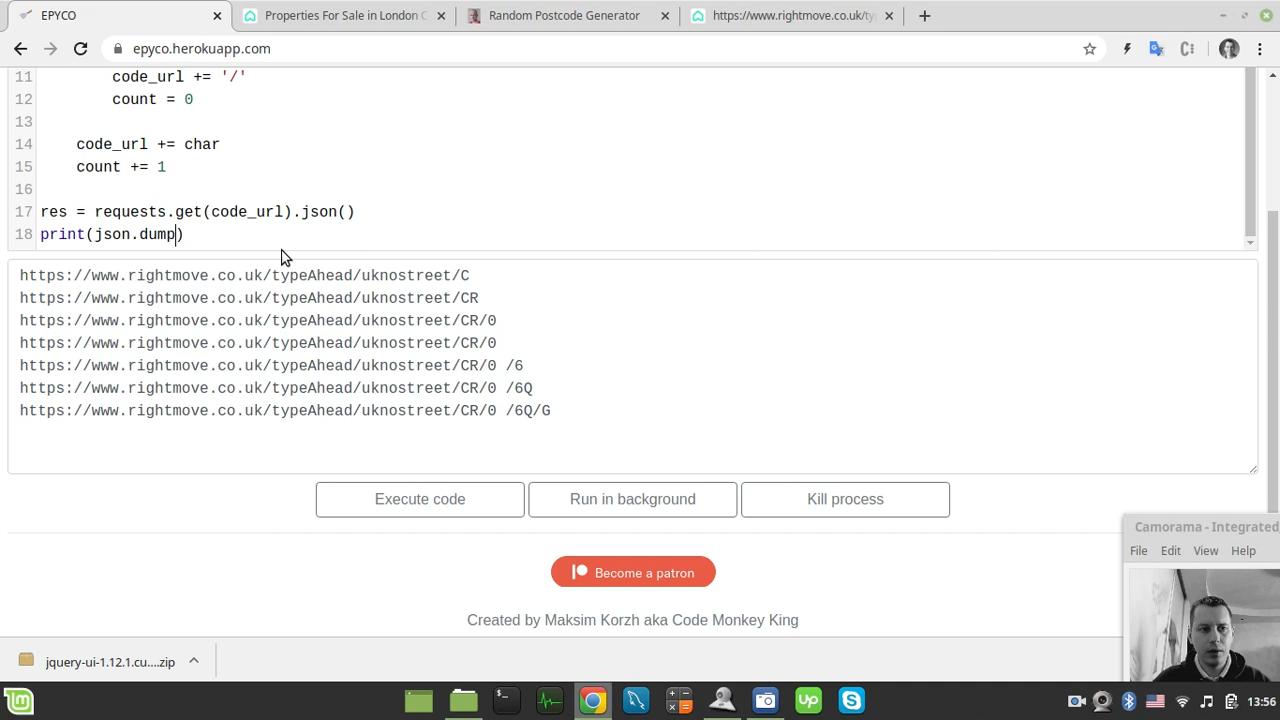 EPYCO
Properties For Sale in London C
Random Postcode Generator
https://www.rightmove.co.uk/ty
epyco.herokuapp.com
11 code_url += '/'
12 count = 0
13
14 code_url += char
15 count += 1
16
17 res = requests.get(code_url).json()
18 print(json.dump)
https://www.rightmove.co.uk/typeAhead/uknostreet/C
https://www.rightmove.co.uk/typeAhead/uknostreet/CR
https://www.rightmove.co.uk/typeAhead/uknostreet/CR/0
https://www.rightmove.co.uk/typeAhead/uknostreet/CR/0
https://www.rightmove.co.uk/typeAhead/uknostreet/CR/0 /6
https://www.rightmove.co.uk/typeAhead/uknostreet/CR/0 /6Q
https://www.rightmove.co.uk/typeAhead/uknostreet/CR/0 /6Q/G
Execute code
Run in background
Kill process
Camorama - Integrated
File Edit View Help
Become a patron
Created by Maksim Korzh aka Code Monkey King
jquery-ui-1.12.1.cu....zip
Up
13:56